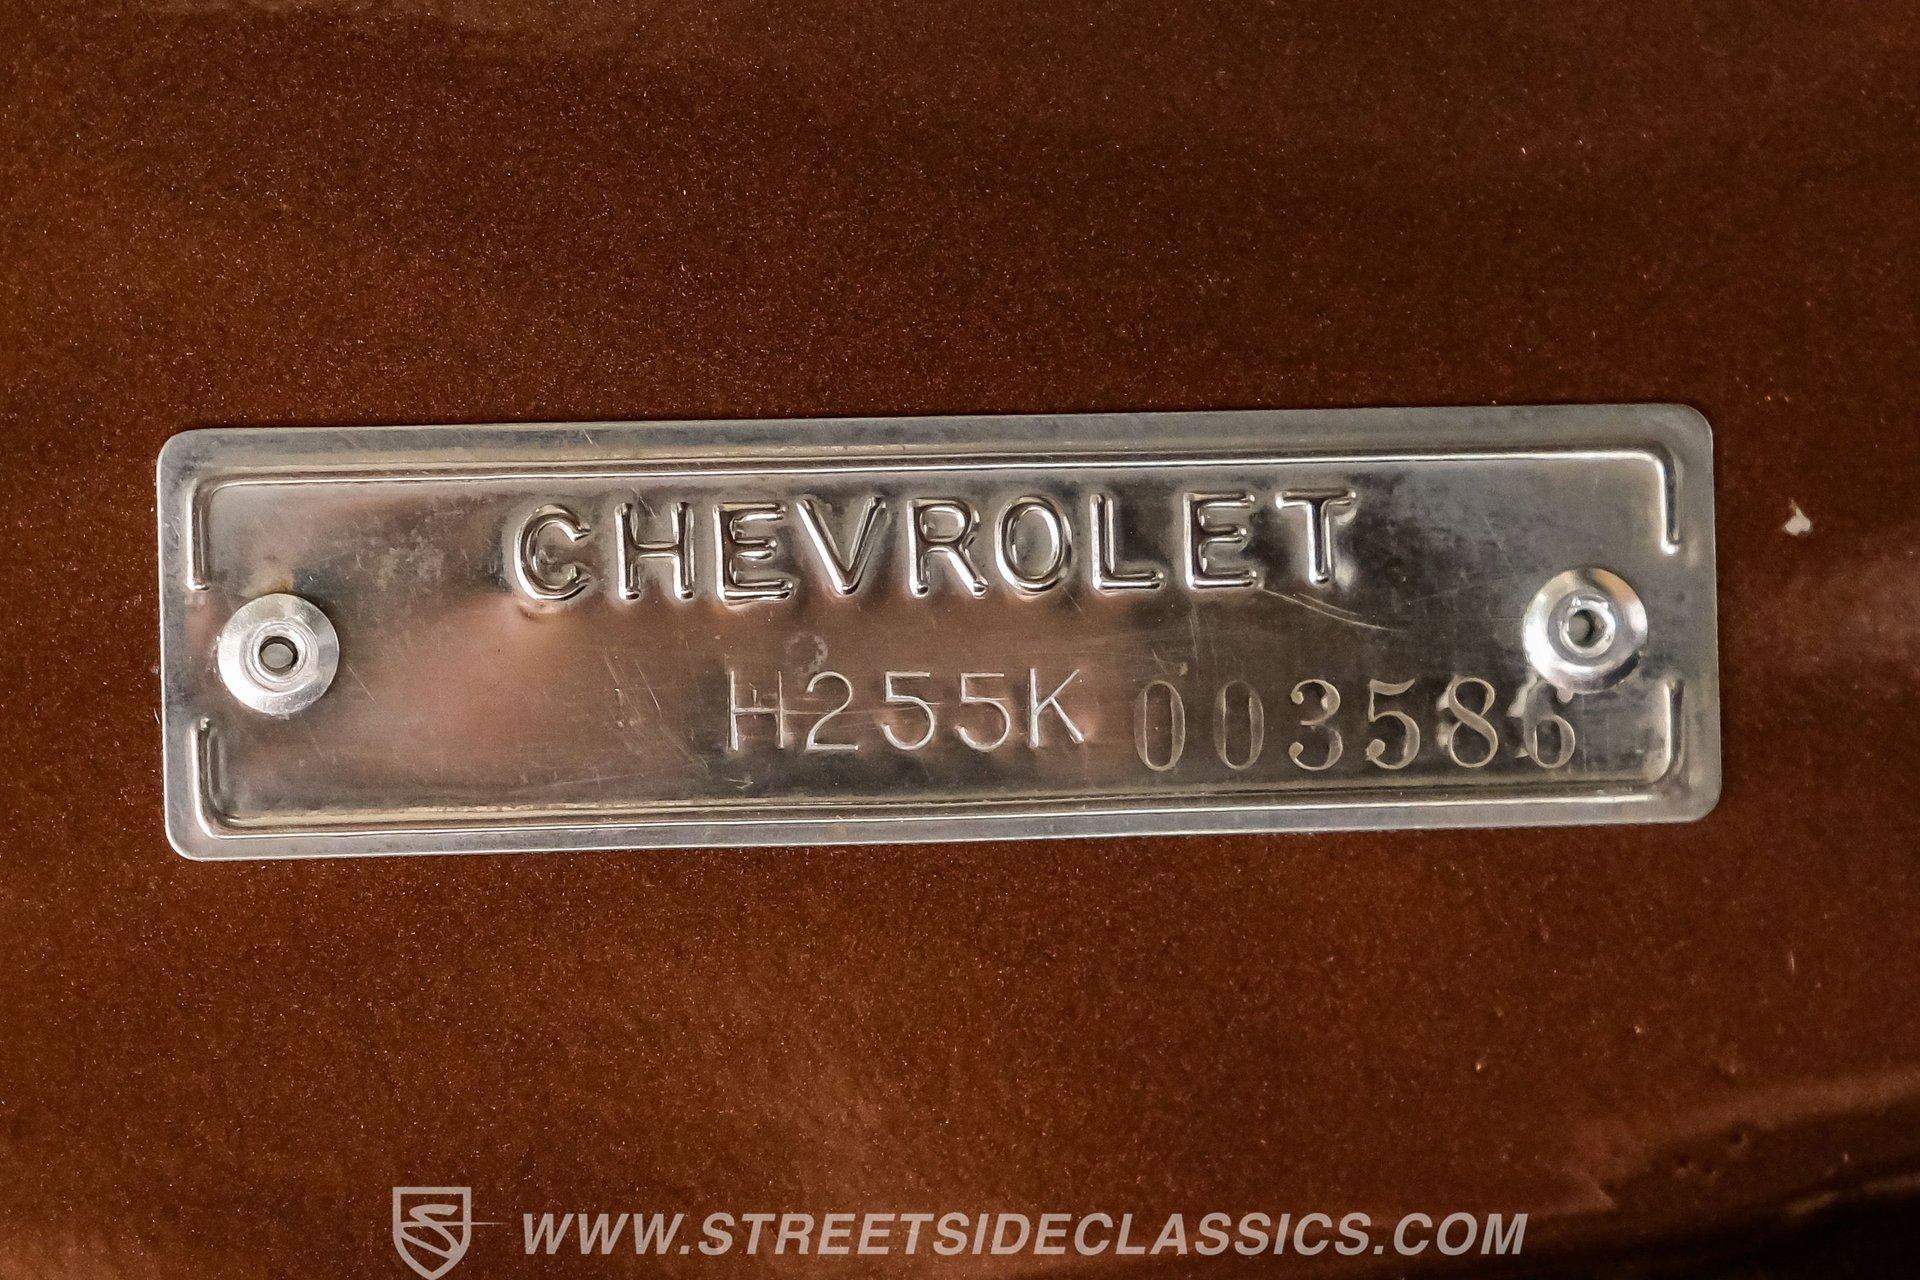 CHEVROLET
H255K 003586
WWW.STREETSIDECLASSICS.COM